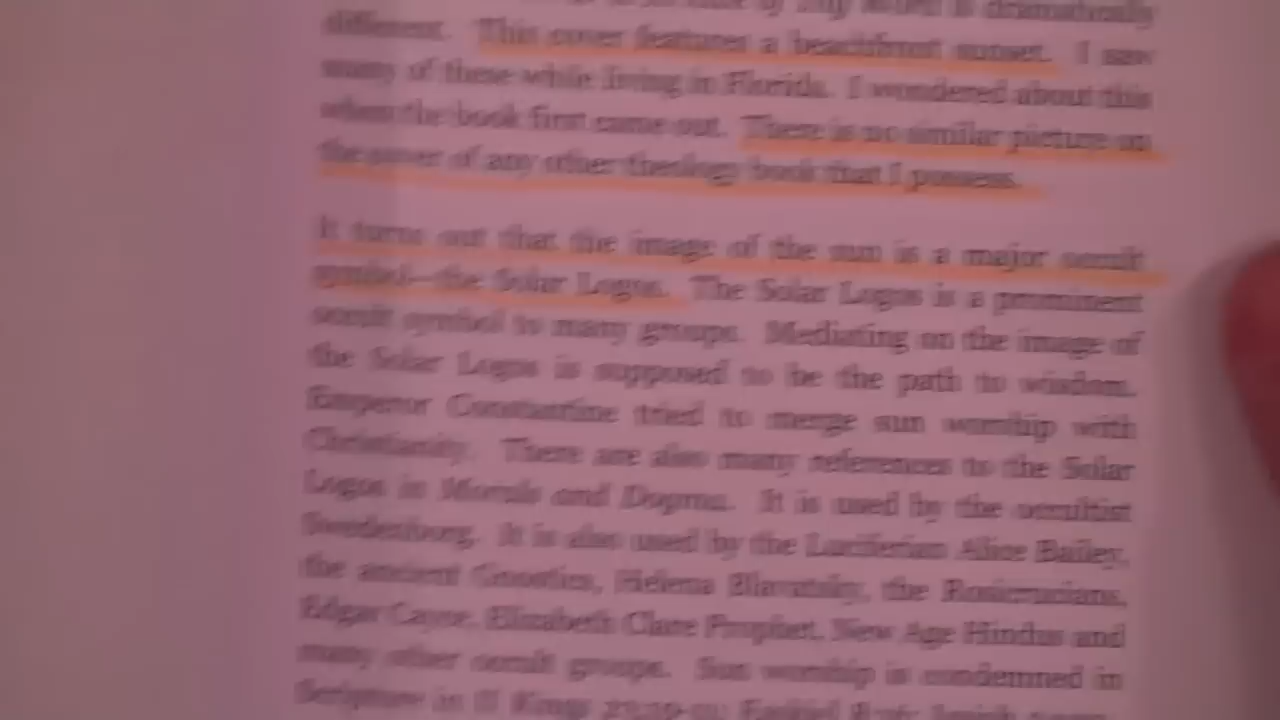 dramatically
different. This cover features a beachfront sunset. I saw
many of these while living in Florida. I wondered about this
when the book first came out. There is no similar picture on
the cover of any other theology book that I possess.
It turns out that the image of the sun is a major occult
symbol—the Solar Logos. The Solar Logos is a prominent
occult symbol to many groups. Mediating on the image of
the Solar Logos is supposed to be the path to wisdom.
Emperor Constantine tried to merge sun worship with
Christianity. There are also many references to the Solar
Logos in Morals and Dogma. It is used by the occultist
Swedenborg. It is also used by the Luciferian Alice Bailey,
the ancient Gnostics, Helena Blavatsky, the Rosicrucians,
Edgar Cayce, Elizabeth Clare Prophet, New Age Hindus and
many other occult groups. Sun worship is condemned in
Scripture in II Kings